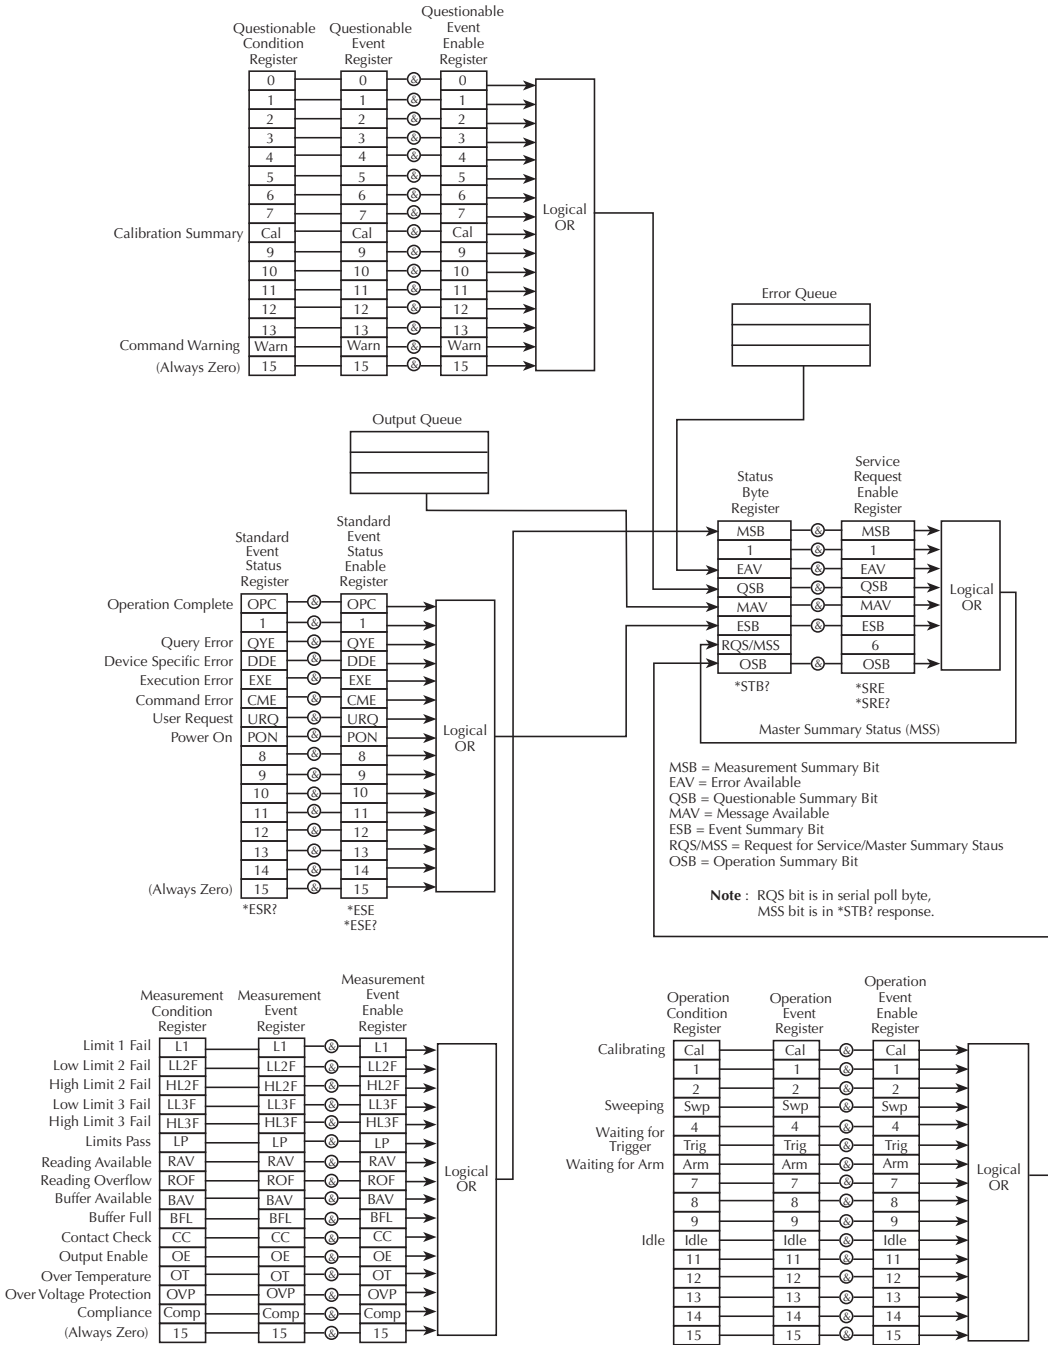 Questionable
Condition
Register
Questionable
Event
Register
Questionable
Event
Enable
Register
0 0 & 0
1 1 & 1
2 2 & 2
3 3 & 3
4 4 & 4
5 5 & 5
6 6 & 6
7 7 & 7
Calibration Summary Cal Cal & Cal
9 9 & 9
10 10 & 10
11 11 & 11
12 12 & 12
13 13 & 13
Command Warning Warn Warn & Warn
(Always Zero) 15 15 & 15
Logical
OR
Error Queue
Output Queue
Status
Byte
Register
Service
Request
Enable
Register
MSB & MSB
1 & 1
EAV & EAV
QSB & QSB
MAV & MAV
ESB & ESB
RQS/MSS 6
OSB & OSB
*STB?
*SRE
*SRE?
Logical
OR
Master Summary Status (MSS)
Standard
Event
Status
Register
Standard
Event
Status
Enable
Register
Operation Complete OPC & OPC
1 & 1
Query Error QYE & QYE
Device Specific Error DDE & DDE
Execution Error EXE & EXE
Command Error CME & CME
User Request URQ & URQ
Power On PON & PON
8 & 8
9 & 9
10 & 10
11 & 11
12 & 12
13 & 13
14 & 14
(Always Zero) 15 & 15
*ESR?
*ESE
*ESE?
Logical
OR
MSB = Measurement Summary Bit
EAV = Error Available
QSB = Questionable Summary Bit
MAV = Message Available
ESB = Event Summary Bit
RQS/MSS = Request for Service/Master Summary Staus
OSB = Operation Summary Bit
Note : RQS bit is in serial poll byte,
MSS bit is in *STB? response.
Measurement
Condition
Register
Measurement
Event
Register
Measurement
Event
Enable
Register
Limit 1 Fail L1 L1 & L1
Low Limit 2 Fail LL2F LL2F & LL2F
High Limit 2 Fail HL2F HL2F & HL2F
Low Limit 3 Fail LL3F LL3F & LL3F
High Limit 3 Fail HL3F HL3F & HL3F
Limits Pass LP LP & LP
Reading Available RAV RAV & RAV
Reading Overflow ROF ROF & ROF
Buffer Available BAV BAV & BAV
Buffer Full BFL BFL & BFL
Contact Check CC CC & CC
Output Enable OE OE & OE
Over Temperature OT OT & OT
Over Voltage Protection OVP OVP & OVP
Compliance Comp Comp & Comp
(Always Zero) 15 15 & 15
Logical
OR
Operation
Condition
Register
Operation
Event
Register
Operation
Event
Enable
Register
Calibrating Cal Cal & Cal
1 1 & 1
2 2 & 2
Sweeping Swp Swp & Swp
4 4 & 4
Waiting for
Trigger Trig Trig & Trig
Waiting for Arm Arm Arm & Arm
7 7 & 7
8 8 & 8
9 9 & 9
Idle Idle Idle & Idle
11 11 & 11
12 12 & 12
13 13 & 13
14 14 & 14
15 15 & 15
Logical
OR